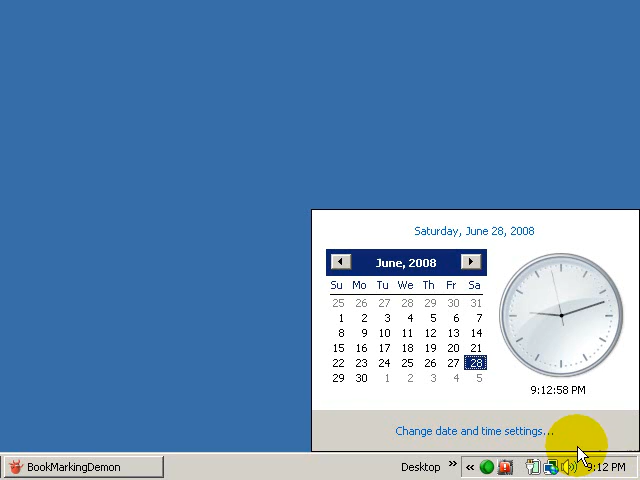 Saturday, June 28, 2008
June, 2008
Su Mo Tu We Th Fr Sa
25 26 27 28 29 30 31
1 2 3 4 5 6 7
8 9 10 11 12 13 14
15 16 17 18 19 20 21
22 23 24 25 26 27 28
29 30 1 2 3 4 5
9:12:58 PM
Change date and time settings...
BookMarkingDemon
Desktop
9:12 PM